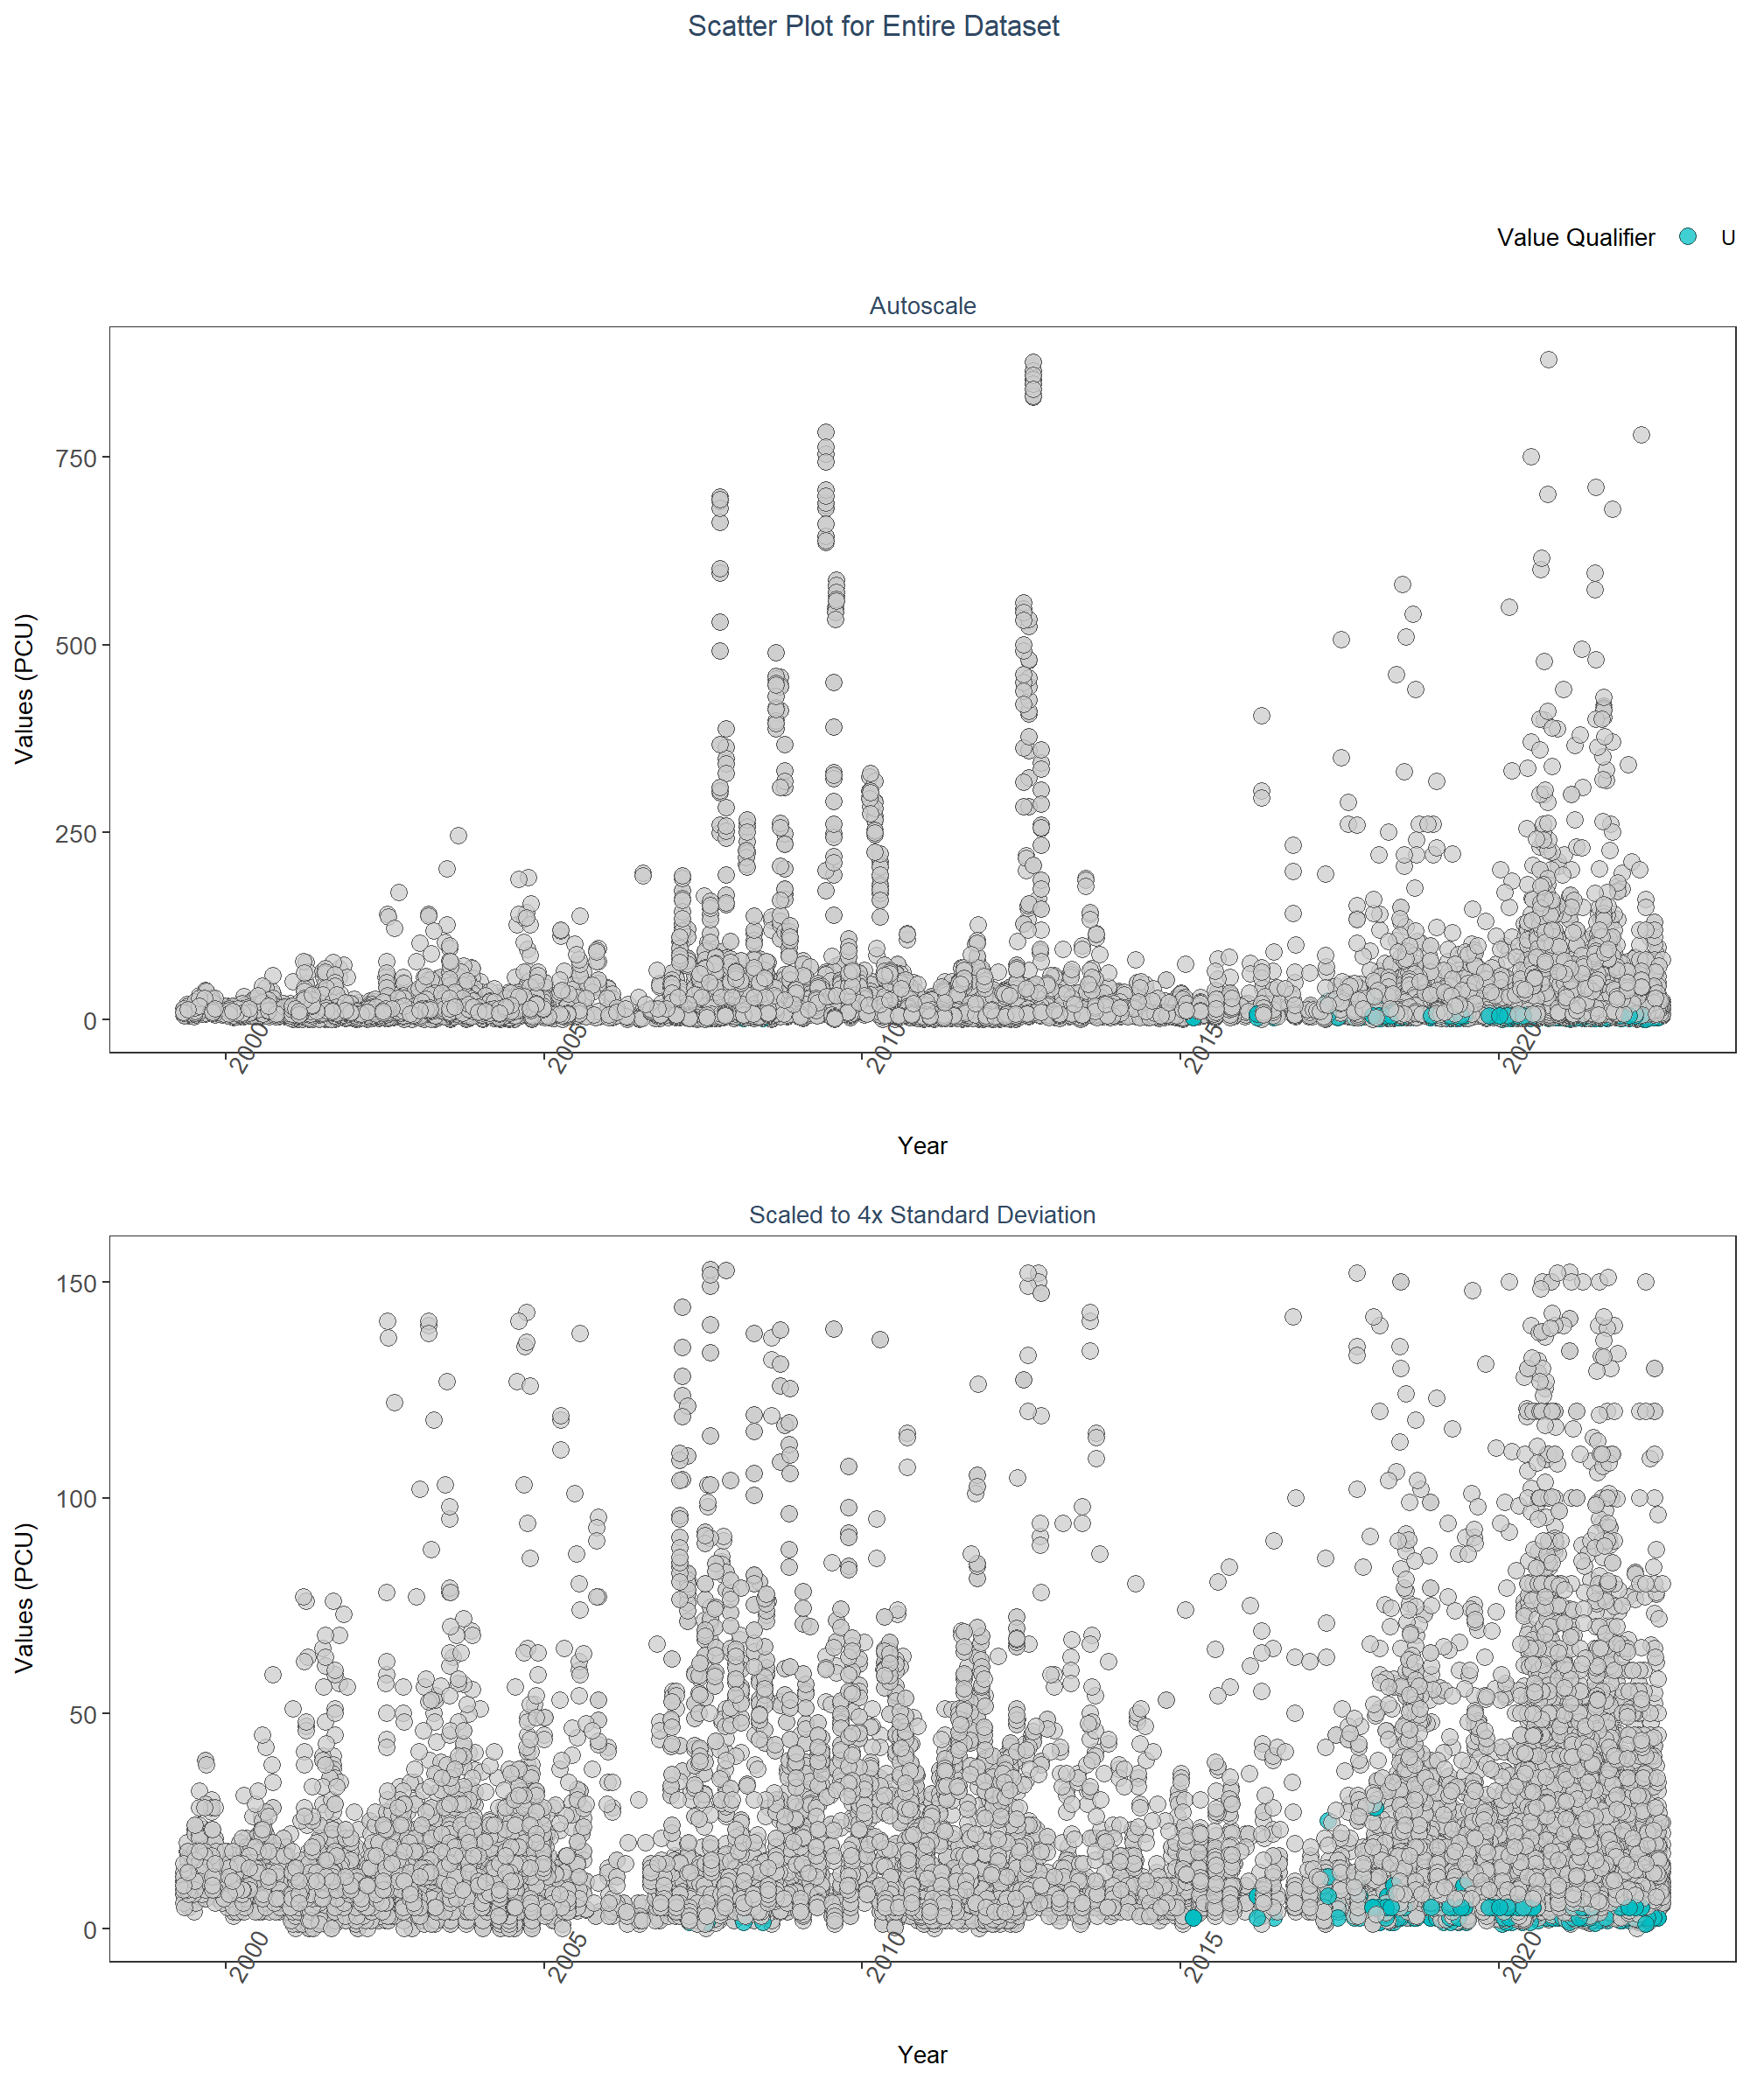 Scatter Plot for Entire Dataset
Value Qualifier U
Autoscale
Values (PCU)
750
500
250
0
2000 2005 2010 2015 2020
Year
Scaled to 4x Standard Deviation
Values (PCU)
150
100
50
0
2000 2005 2010 2015 2020
Year